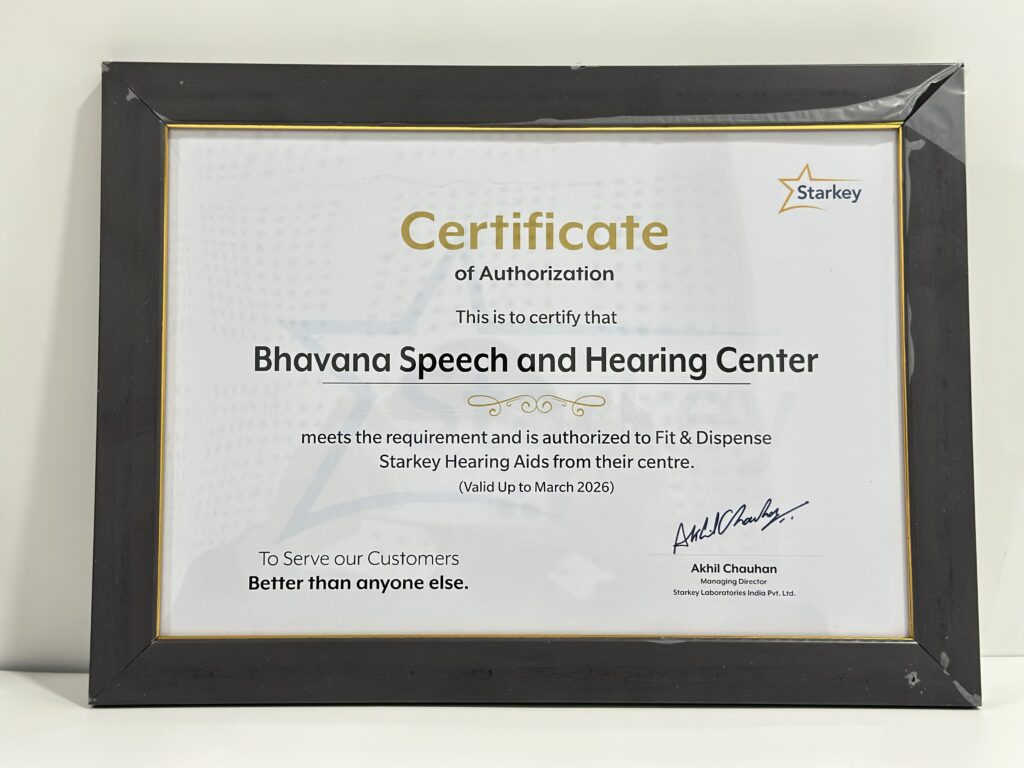 Starkey
Certificate
of Authorization
This is to certify that
Bhavana Speech and Hearing Center
meets the requirement and is authorized to Fit & Dispense
Starkey Hearing Aids from their centre.
(Valid Up to March 2026)
To Serve our Customers
Better than anyone else.
Akhil Chauhan
Akhil Chauhan
Managing Director
Starkey Laboratories India Pvt. Ltd.